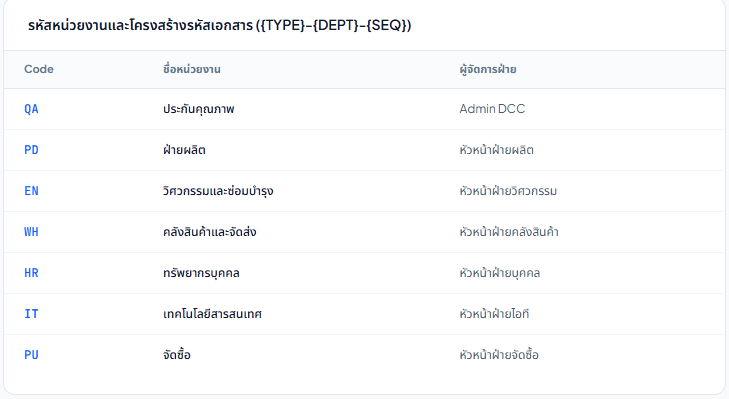 รหัสหน่วยงานและโครงสร้างรหัสเอกสาร ({TYPE}-{DEPT}-{SEQ})
Code ชื่อหน่วยงาน ผู้จัดการฝ่าย
QA ประกันคุณภาพ Admin DCC
PD ฝ่ายผลิต หัวหน้าฝ่ายผลิต
EN วิศวกรรมและซ่อมบำรุง หัวหน้าฝ่ายวิศวกรรม
WH คลังสินค้าและจัดส่ง หัวหน้าฝ่ายคลังสินค้า
HR ทรัพยากรบุคคล หัวหน้าฝ่ายบุคคล
IT เทคโนโลยีสารสนเทศ หัวหน้าฝ่ายไอที
PU จัดซื้อ หัวหน้าฝ่ายจัดซื้อ